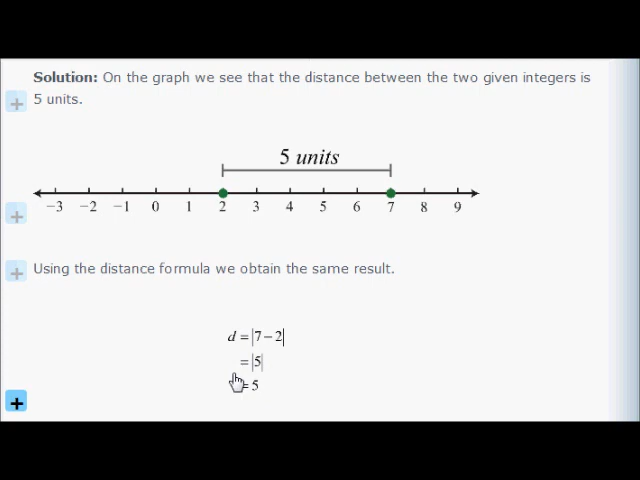 Solution: On the graph we see that the distance between the two given integers is
5 units.
5 units
−3 −2 −1 0 1 2 3 4 5 6 7 8 9
Using the distance formula we obtain the same result.
d = |7 − 2|
= |5|
= 5